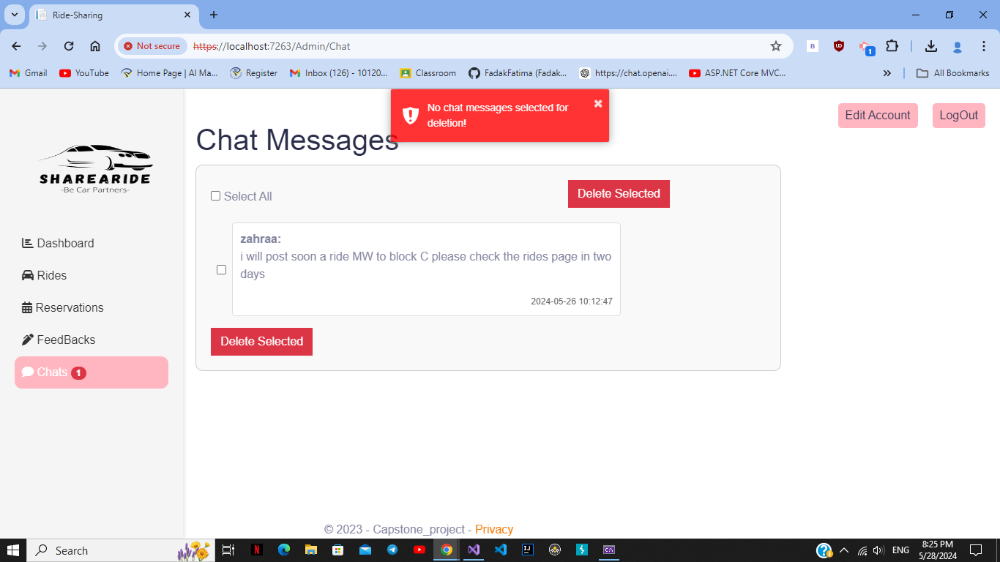 Ride-Sharing
Not secure
https://localhost:7263/Admin/Chat
B
UD
1
Gmail
YouTube
Home Page | AI Ma...
Register
Inbox (126) - 10120...
Classroom
FadakFatima (Fadak...
https://chat.openai....
ASP.NET Core MVC...
All Bookmarks
No chat messages selected for
deletion!
Edit Account
LogOut
SHAREARIDE
-Be Car Partners-
Chat Messages
Select All
Delete Selected
zahraa:
i will post soon a ride MW to block C please check the rides page in two
days
2024-05-26 10:12:47
Delete Selected
Dashboard
Rides
Reservations
FeedBacks
Chats 1
© 2023 - Capstone_project - Privacy
Search
N
IJ
C:\
ENG
8:25 PM
5/28/2024